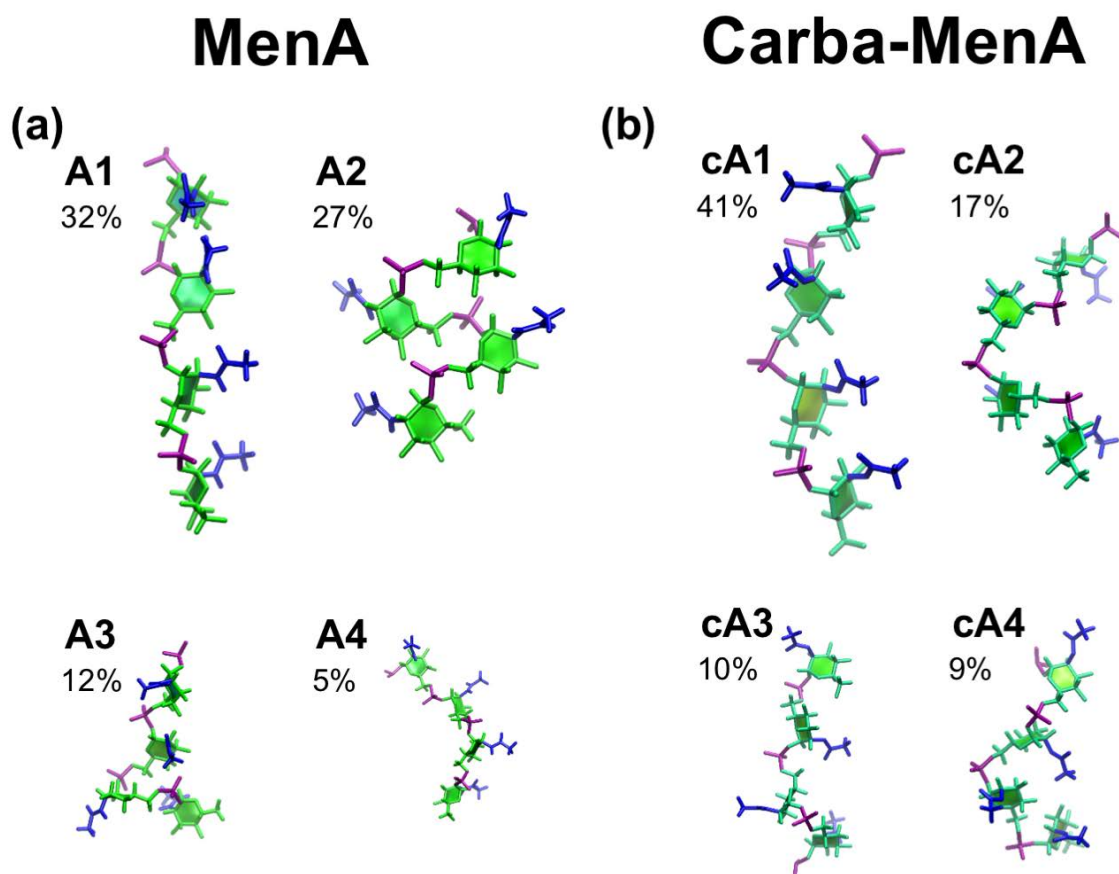 MenA
Carba-MenA
(a)
A1
32%
A2
27%
(b)
cA1
41%
cA2
17%
A3
12%
A4
5%
cA3
10%
cA4
9%